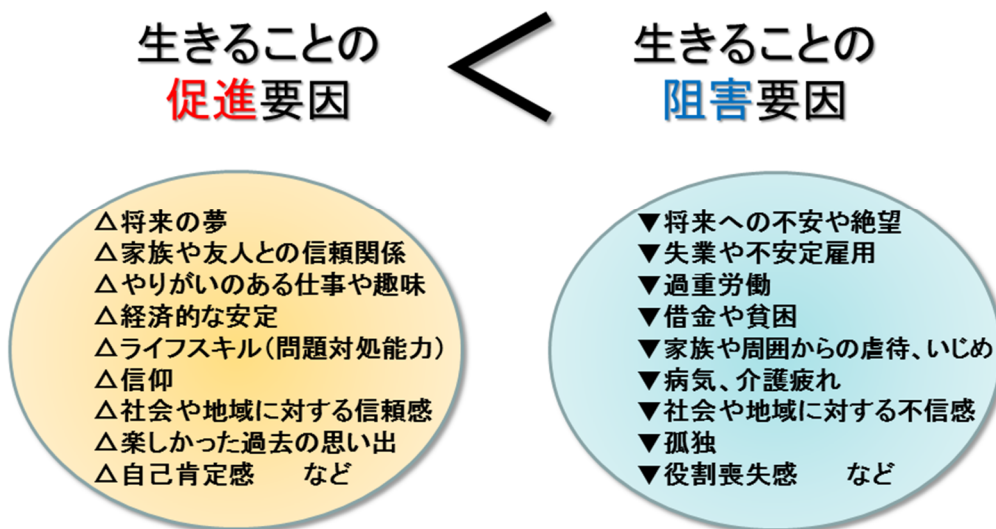 生きることの
促進要因
<
生きることの
阻害要因
△将来の夢
△家族や友人との信頼関係
△やりがいのある仕事や趣味
△経済的な安定
△ライフスキル(問題対処能力)
△信仰
△社会や地域に対する信頼感
△楽しかった過去の思い出
△自己肯定感　など
▼将来への不安や絶望
▼失業や不安定雇用
▼過重労働
▼借金や貧困
▼家族や周囲からの虐待、いじめ
▼病気、介護疲れ
▼社会や地域に対する不信感
▼孤独
▼役割喪失感　など